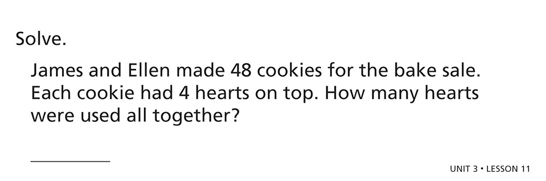 Solve.
James and Ellen made 48 cookies for the bake sale.
Each cookie had 4 hearts on top. How many hearts
were used all together?
UNIT 3 • LESSON 11